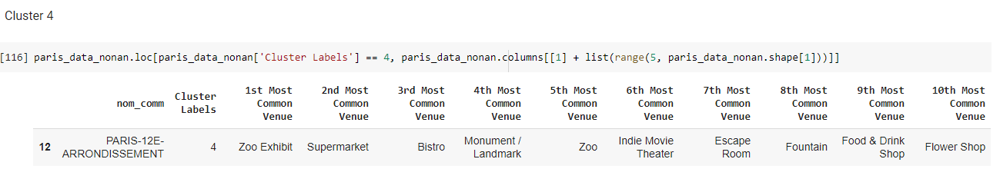 Cluster 4
[116] paris_data_nonan.loc[paris_data_nonan['Cluster Labels'] == 4, paris_data_nonan.columns[[1] + list(range(5, paris_data_nonan.shape[1]))]]
1st Most 2nd Most 3rd Most 4th Most 5th Most 6th Most 7th Most 8th Most 9th Most 10th Most
nom_comm Cluster Labels Common Common Common Common Common Common Common Common Common Common
Venue Venue Venue Venue Venue Venue Venue Venue Venue Venue
12 PARIS-12E-ARRONDISSEMENT 4 Zoo Exhibit Supermarket Bistro Monument / Landmark Zoo Indie Movie Theater Escape Room Fountain Food & Drink Shop Flower Shop